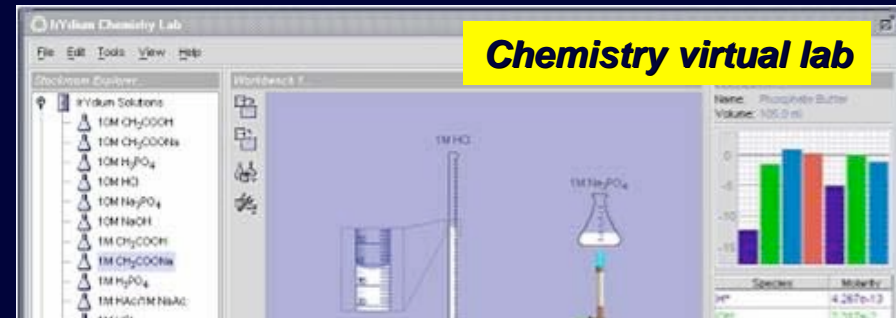 IrYdium Chemistry Lab
Chemistry virtual lab
File Edit Tools View Help
Stockroom Explorer
Workbench 1
IrYdium Solutions
10M CH₃COOH
10M CH₃COONa
10M H₃PO₄
10M HCl
10M Na₃PO₄
10M NaOH
1M CH₃COOH
1M CH₃COONa
1M H₃PO₄
1M HAc/1M NaAc
1M HCl
1M Na₃PO₄
Name: Phosphate Buffer
Volume: 105.0 ml
0
-5
-10
-15
Species Molarity
H⁺ 4.267e-13